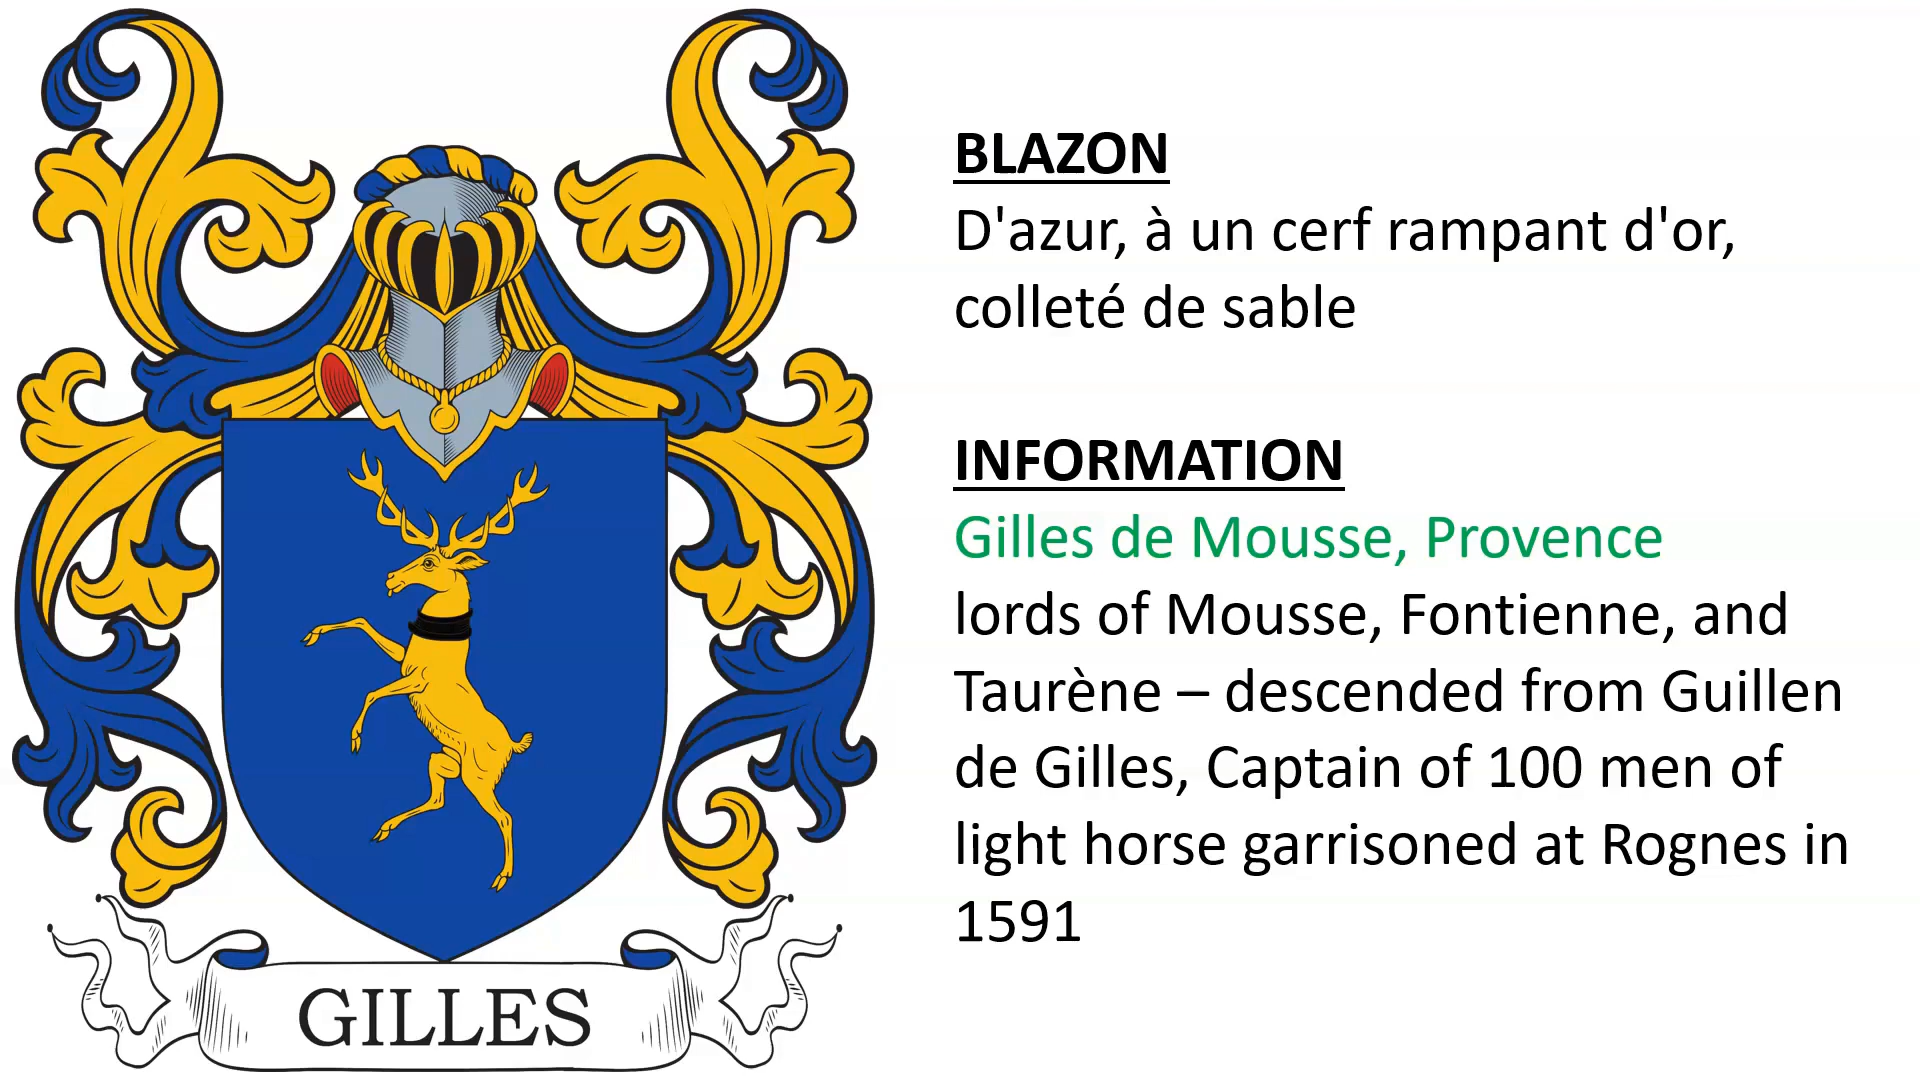 BLAZON
D'azur, à un cerf rampant d'or,
colleté de sable
INFORMATION
Gilles de Mousse, Provence
lords of Mousse, Fontienne, and
Taurène – descended from Guillen
de Gilles, Captain of 100 men of
light horse garrisoned at Rognes in
1591
GILLES